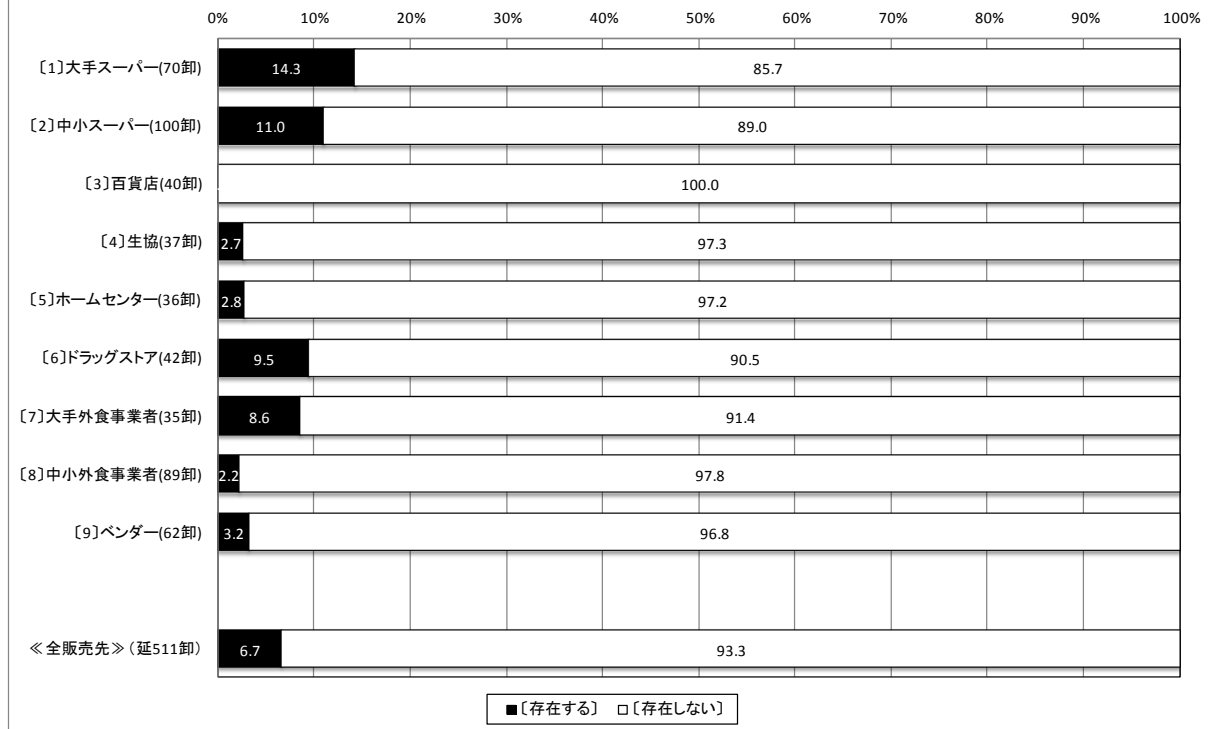 0% 10% 20% 30% 40% 50% 60% 70% 80% 90% 100%
〔1〕大手スーパー(70卸) 14.3 85.7
〔2〕中小スーパー(100卸) 11.0 89.0
〔3〕百貨店(40卸) 100.0
〔4〕生協(37卸) 2.7 97.3
〔5〕ホームセンター(36卸) 2.8 97.2
〔6〕ドラッグストア(42卸) 9.5 90.5
〔7〕大手外食事業者(35卸) 8.6 91.4
〔8〕中小外食事業者(89卸) 2.2 97.8
〔9〕ベンダー(62卸) 3.2 96.8
≪全販売先≫（延511卸） 6.7 93.3
■〔存在する〕 □〔存在しない〕